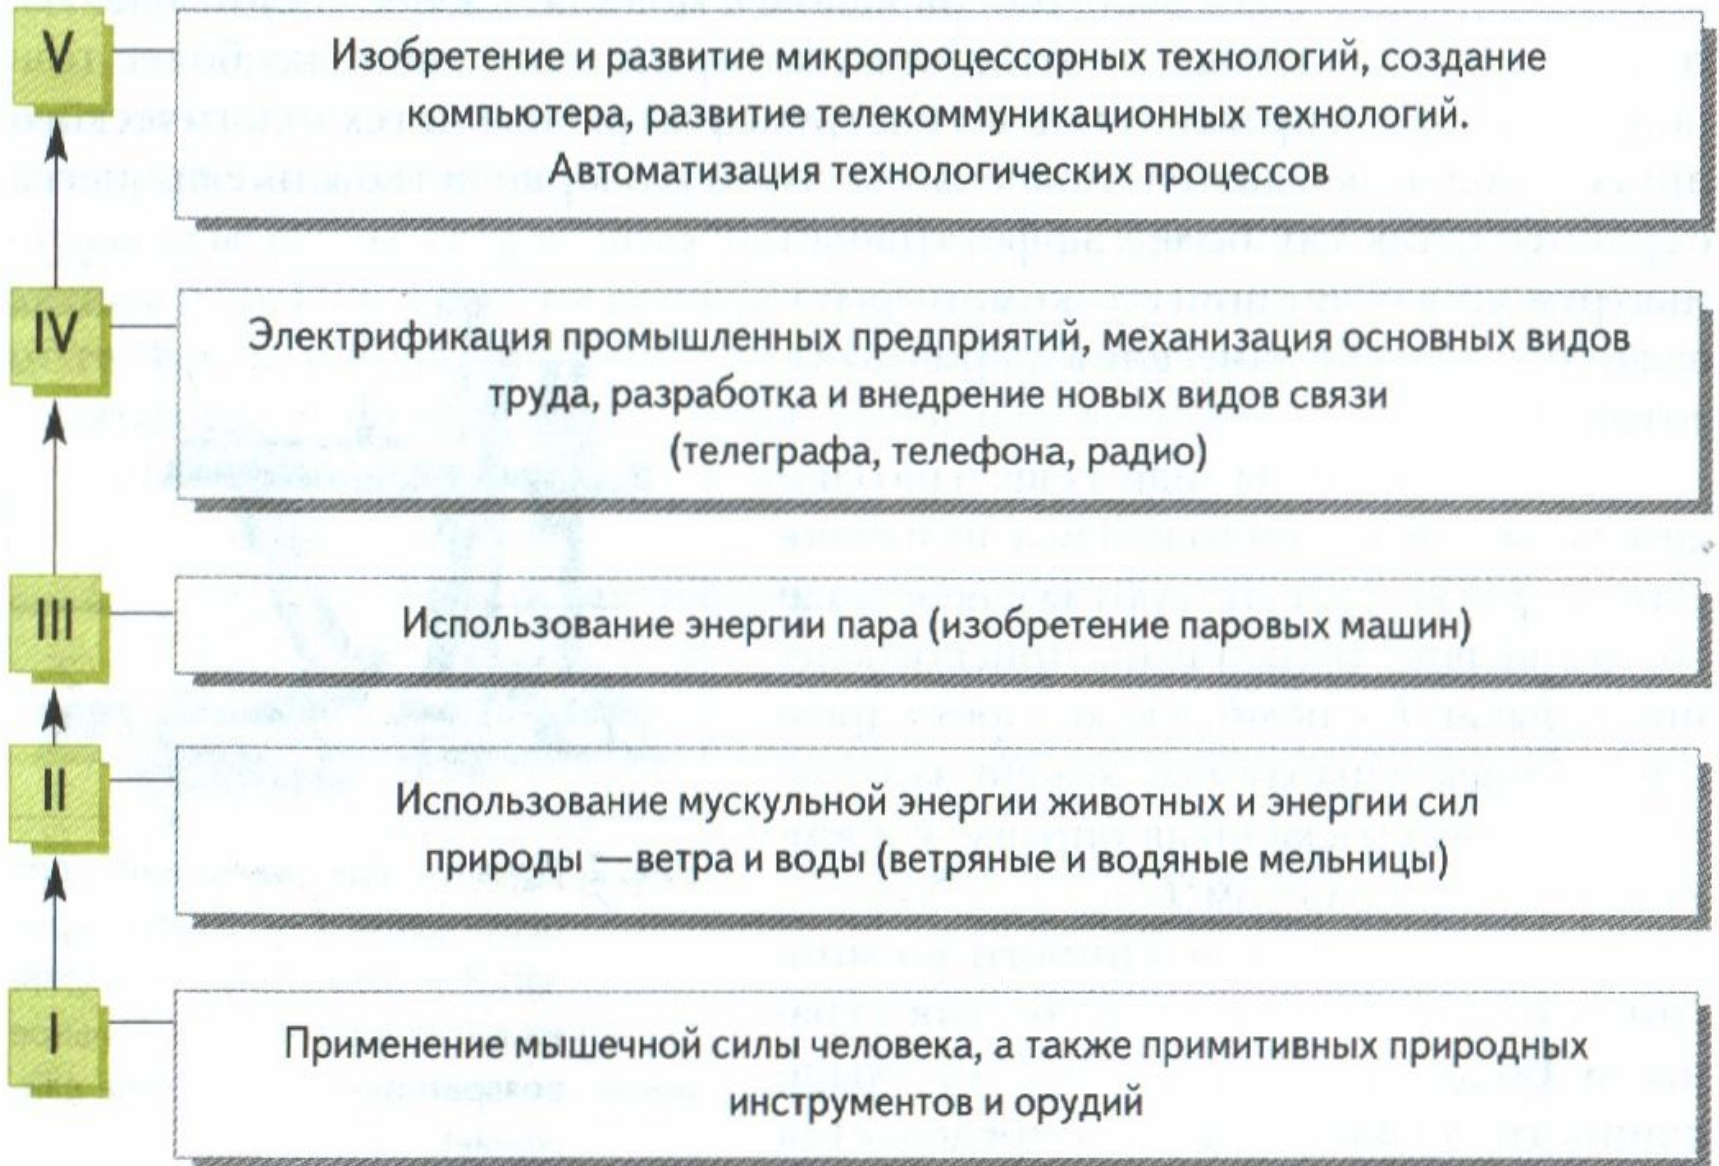 V
Изобретение и развитие микропроцессорных технологий, создание
компьютера, развитие телекоммуникационных технологий.
Автоматизация технологических процессов
IV
Электрификация промышленных предприятий, механизация основных видов
труда, разработка и внедрение новых видов связи
(телеграфа, телефона, радио)
III
Использование энергии пара (изобретение паровых машин)
II
Использование мускульной энергии животных и энергии сил
природы —ветра и воды (ветряные и водяные мельницы)
I
Применение мышечной силы человека, а также примитивных природных
инструментов и орудий